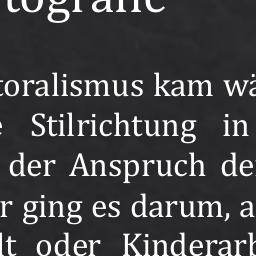 tografie
toralismus kam wä
e Stilrichtung in
der Anspruch de
r ging es darum, a
lt oder Kinderarb